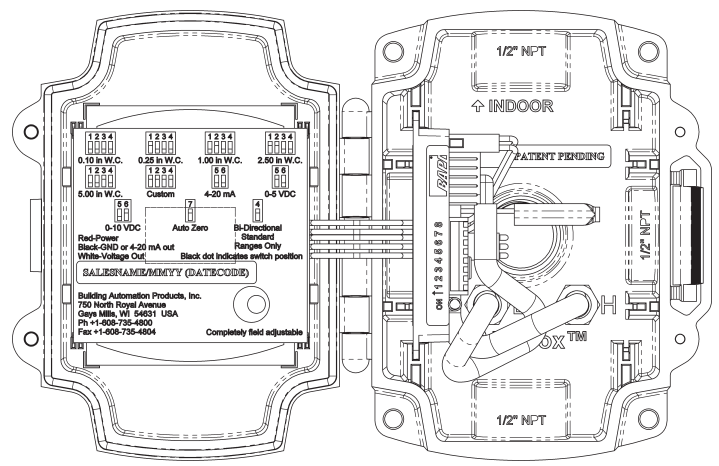 1 2 3 4
1 2 3 4
1 2 3 4
1 2 3 4
0.10 in W.C.
0.25 in W.C.
1.00 in W.C.
2.50 in W.C.
1 2 3 4
1 2 3 4
5 6
5 6
5.00 in W.C.
Custom
4-20 mA
0-5 VDC
5 6
7
4
0-10 VDC
Auto Zero
Bi-Directional
Standard
Ranges Only
Red-Power
Black-GND or 4-20 mA out
White-Voltage Out
Black dot indicates switch position
SALESNAME/MMYY (DATECODE)
Building Automation Products, Inc.
750 North Royal Avenue
Gays Mills, WI 54631 USA
Ph +1-608-735-4800
Fax +1-608-735-4804
Completely field adjustable
1/2" NPT
INDOOR
PATENT PENDING
BAPI
ON ↑ 1 2 3 4 5 6 7 8
1/2" NPT
H
OX™
1/2" NPT